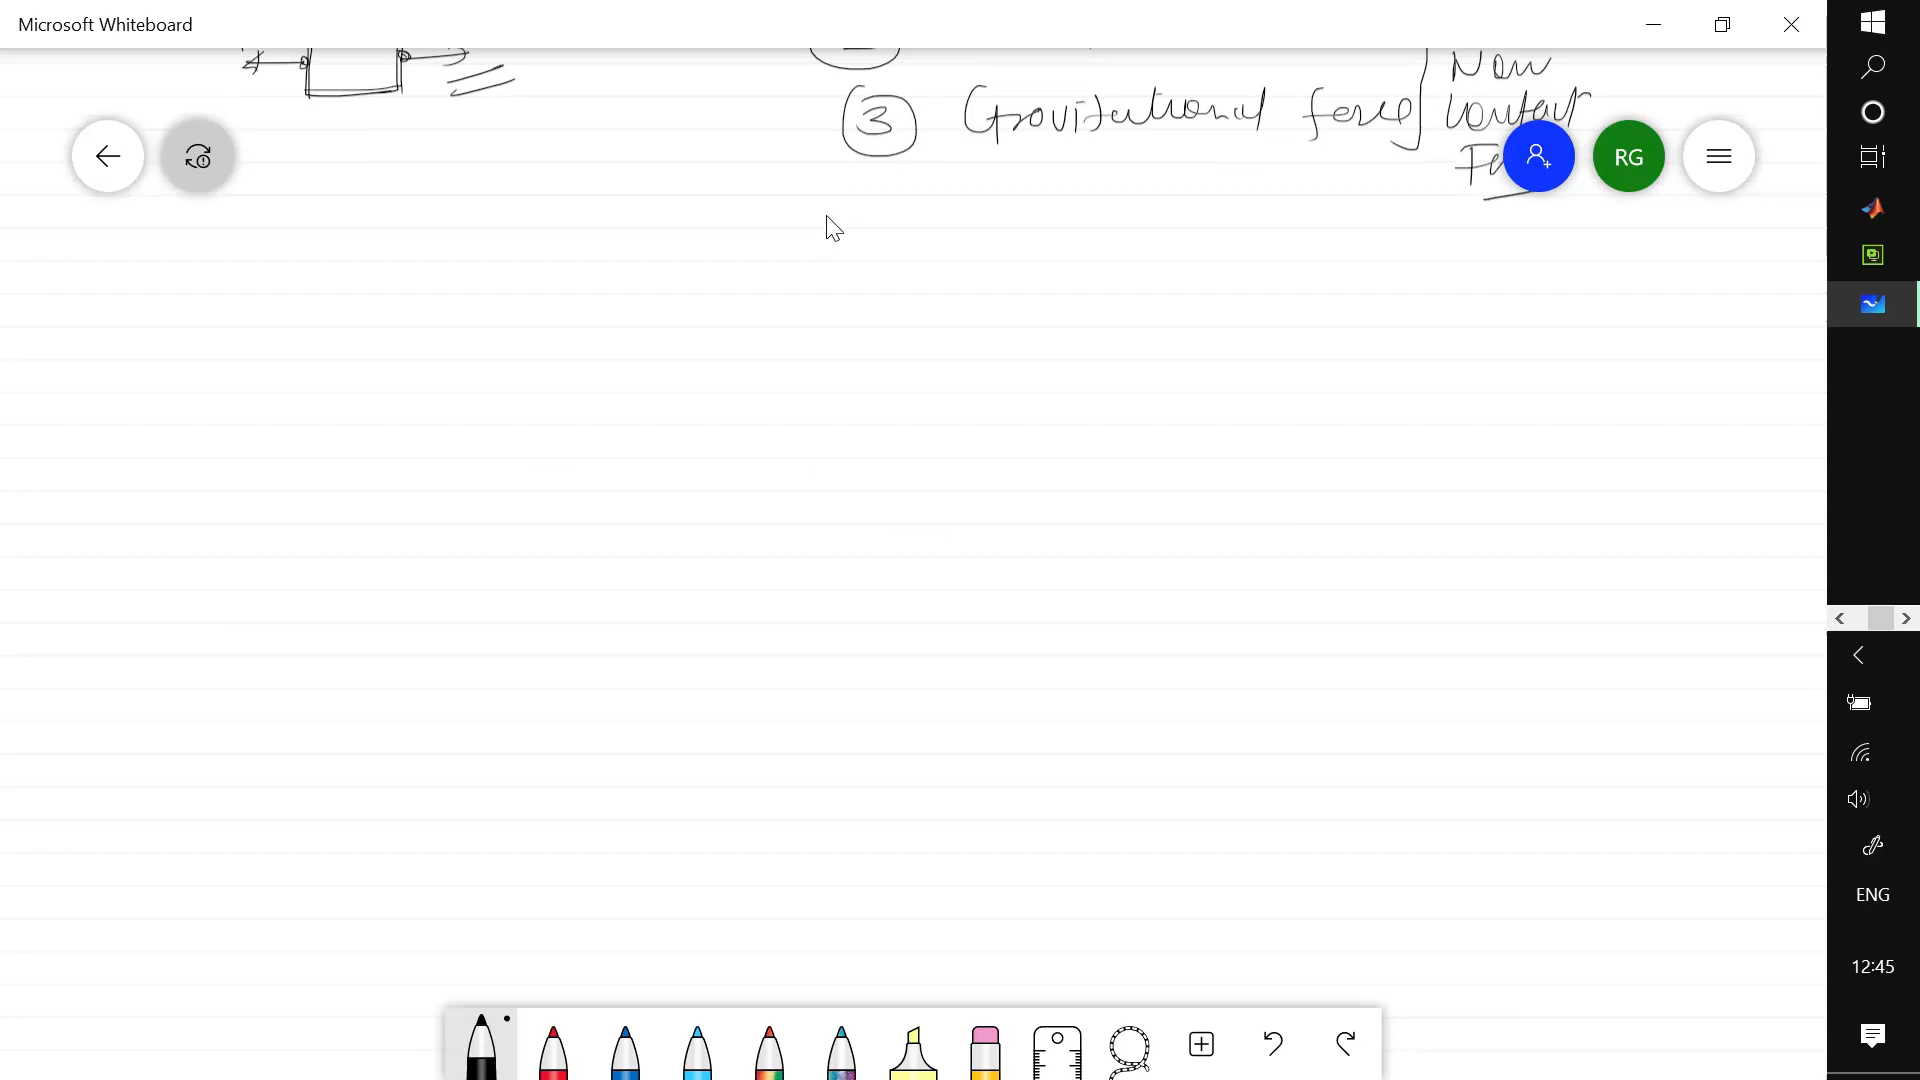 Microsoft Whiteboard
Non
③ Gravitational force
Contact
RG
ENG
12:45